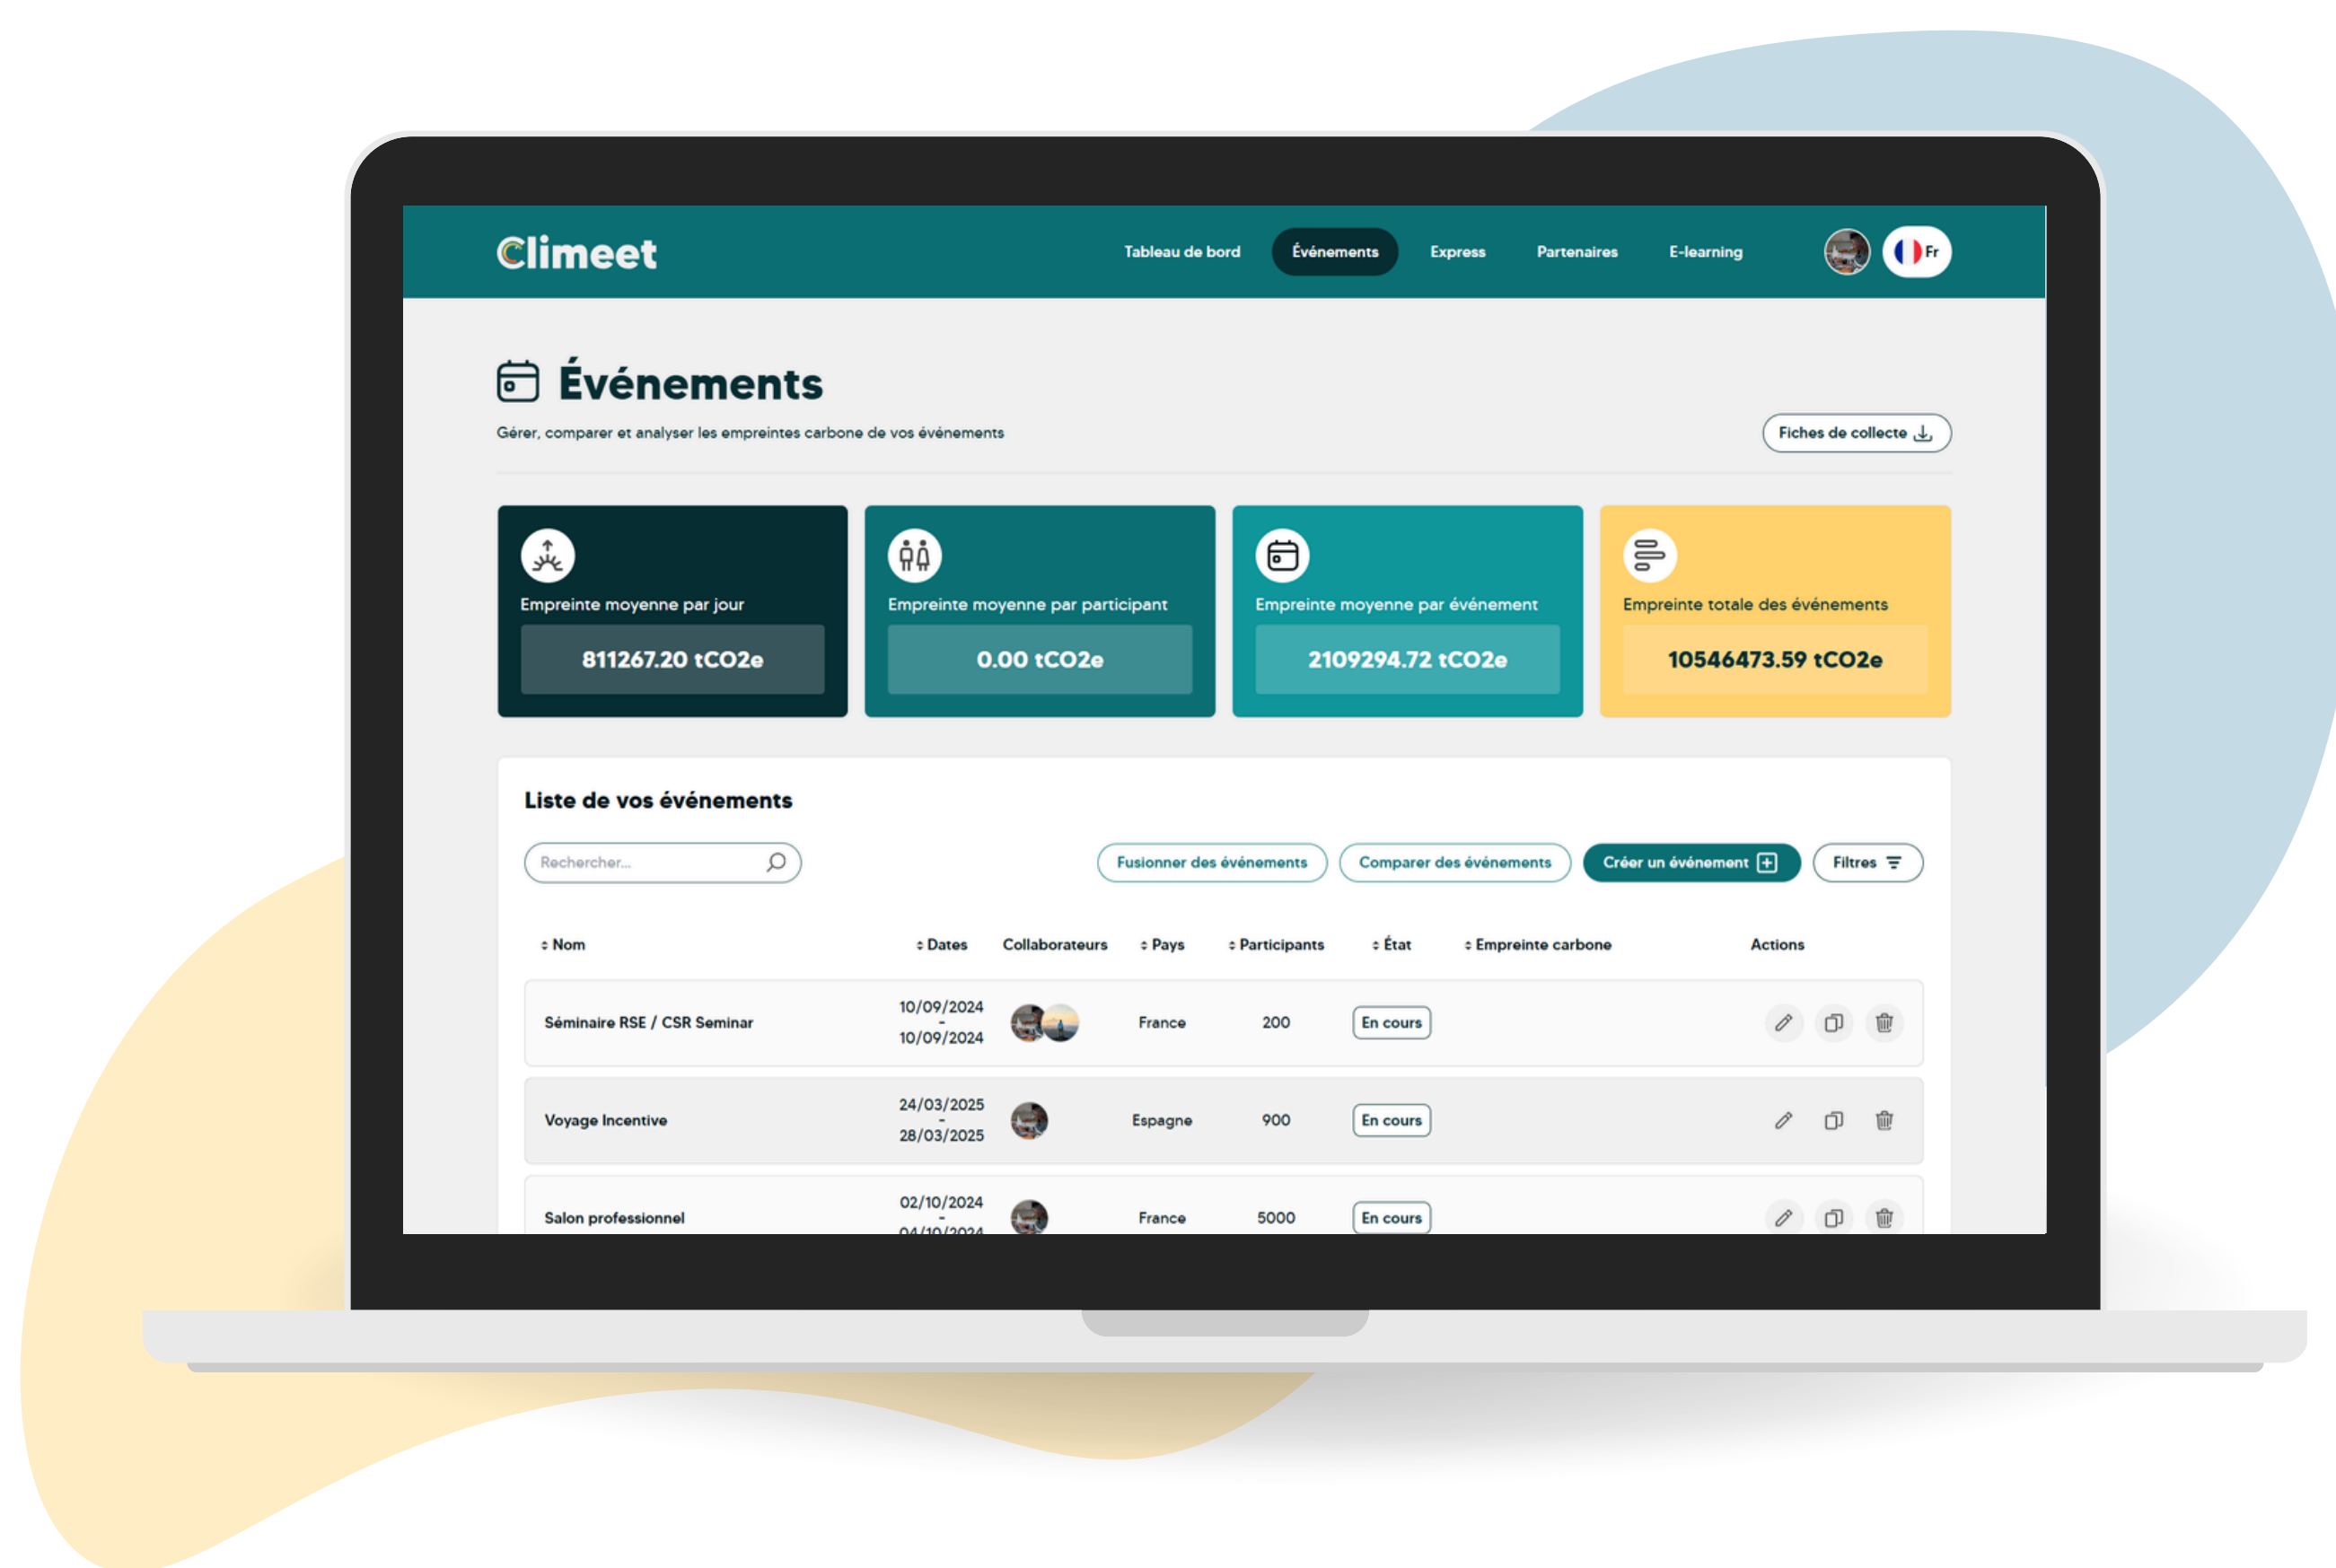 Climeet
Tableau de bord
Événements
Express
Partenaires
E-learning
Fr
Événements
Gérer, comparer et analyser les empreintes carbone de vos événements
Fiches de collecte
Empreinte moyenne par jour
811267.20 tCO2e
Empreinte moyenne par participant
0.00 tCO2e
Empreinte moyenne par événement
2109294.72 tCO2e
Empreinte totale des événements
10546473.59 tCO2e
Liste de vos événements
Rechercher...
Fusionner des événements
Comparer des événements
Créer un événement
Filtres
Nom
Dates
Collaborateurs
Pays
Participants
État
Empreinte carbone
Actions
Séminaire RSE / CSR Seminar
10/09/2024
-
10/09/2024
France
200
En cours
Voyage Incentive
24/03/2025
-
28/03/2025
Espagne
900
En cours
Salon professionnel
02/10/2024
-
04/10/2024
France
5000
En cours